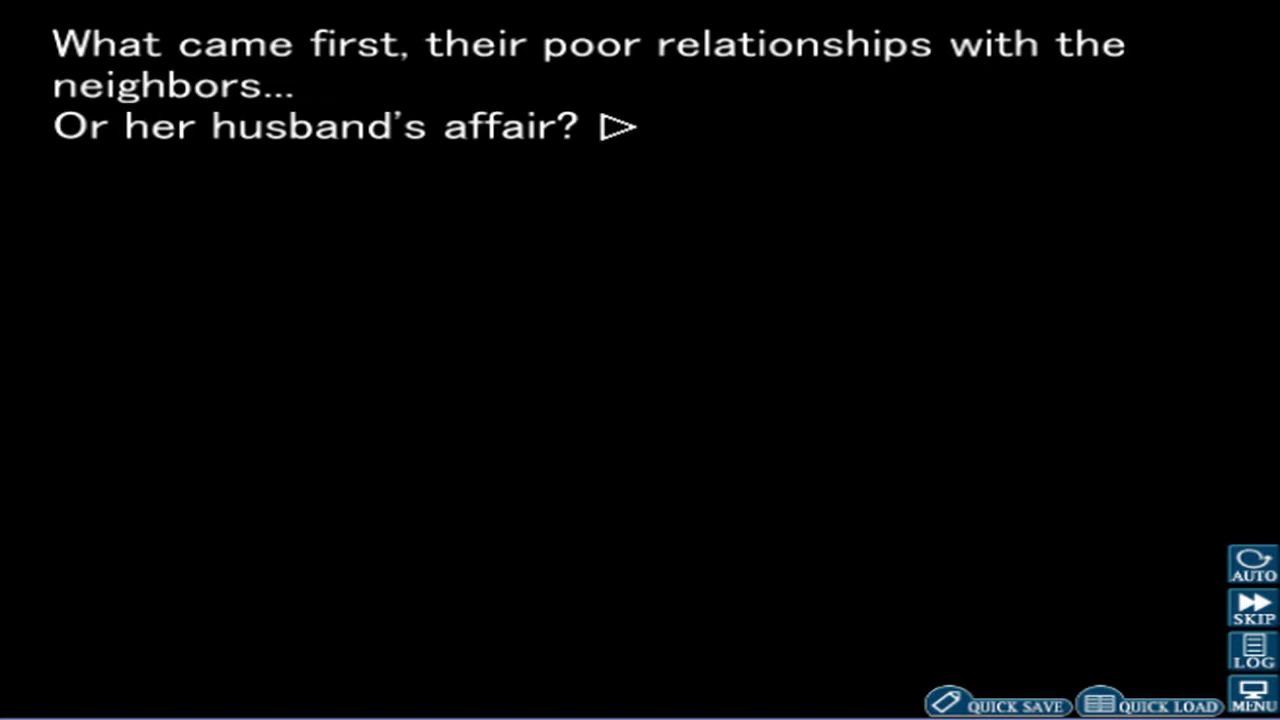 What came first, their poor relationships with the
neighbors...
Or her husband's affair? ▷
AUTO
SKIP
LOG
QUICK SAVE QUICK LOAD MENU